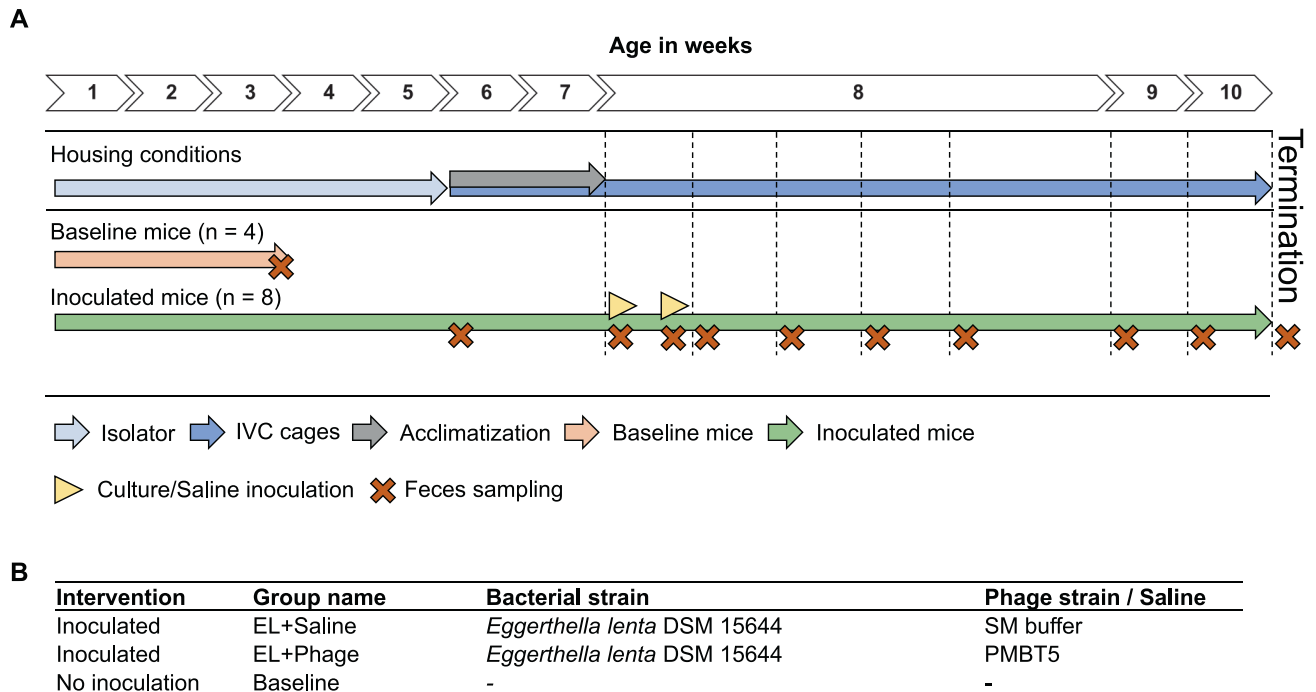 A
Age in weeks
1 2 3 4 5 6 7 8 9 10
Housing conditions
Termination
Baseline mice (n = 4)
Inoculated mice (n = 8)
Isolator IVC cages Acclimatization Baseline mice Inoculated mice
Culture/Saline inoculation Feces sampling
B
Intervention Group name Bacterial strain Phage strain / Saline
Inoculated EL+Saline Eggerthella lenta DSM 15644 SM buffer
Inoculated EL+Phage Eggerthella lenta DSM 15644 PMBT5
No inoculation Baseline - -